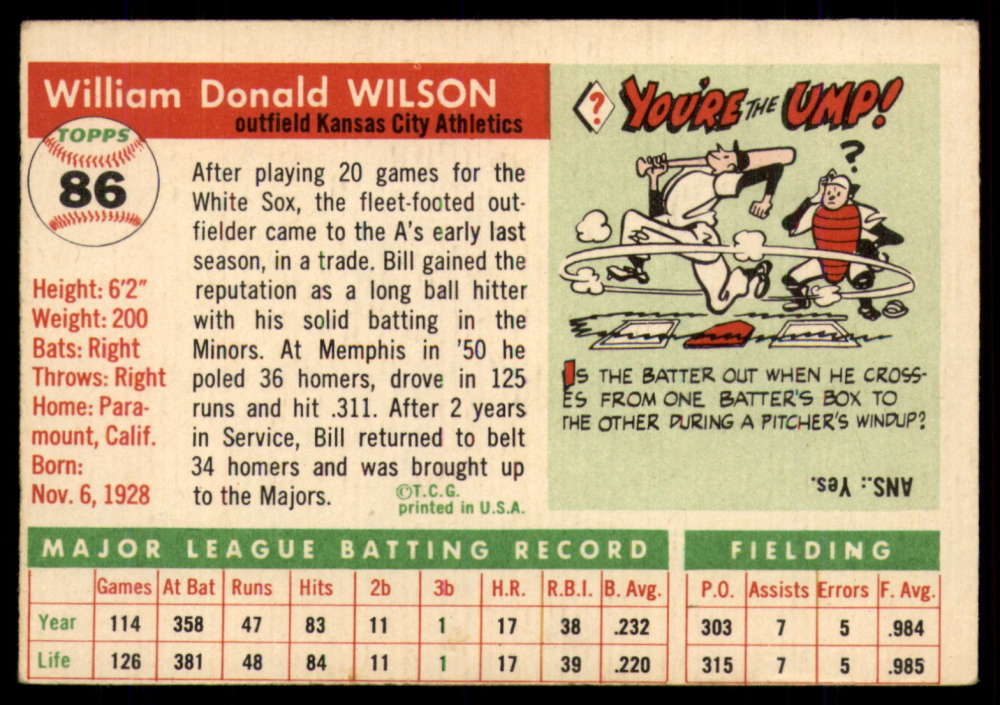 William Donald WILSON
outfield Kansas City Athletics
TOPPS
86
Height: 6'2"
Weight: 200
Bats: Right
Throws: Right
Home: Para-
mount, Calif.
Born:
Nov. 6, 1928
After playing 20 games for the
White Sox, the fleet-footed out-
fielder came to the A's early last
season, in a trade. Bill gained the
reputation as a long ball hitter
with his solid batting in the
Minors. At Memphis in '50 he
poled 36 homers, drove in 125
runs and hit .311. After 2 years
in Service, Bill returned to belt
34 homers and was brought up
to the Majors.
©T.C.G.
printed in U.S.A.
? YOU'RE THE UMP!
?
IS THE BATTER OUT WHEN HE CROSS-
ES FROM ONE BATTER'S BOX TO
THE OTHER DURING A PITCHER'S WINDUP?
ANS.: Yes.
MAJOR LEAGUE BATTING RECORD
Games At Bat Runs Hits 2b 3b H.R. R.B.I. B. Avg.
Year 114 358 47 83 11 1 17 38 .232
Life 126 381 48 84 11 1 17 39 .220
FIELDING
P.O. Assists Errors F. Avg.
303 7 5 .984
315 7 5 .985